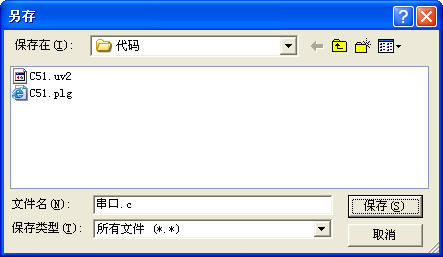 另存
保存在(I): 代码
C51.uv2
C51.plg
文件名(N): 串口.c 保存(S)
保存类型(T): 所有文件 (*.*) 取消